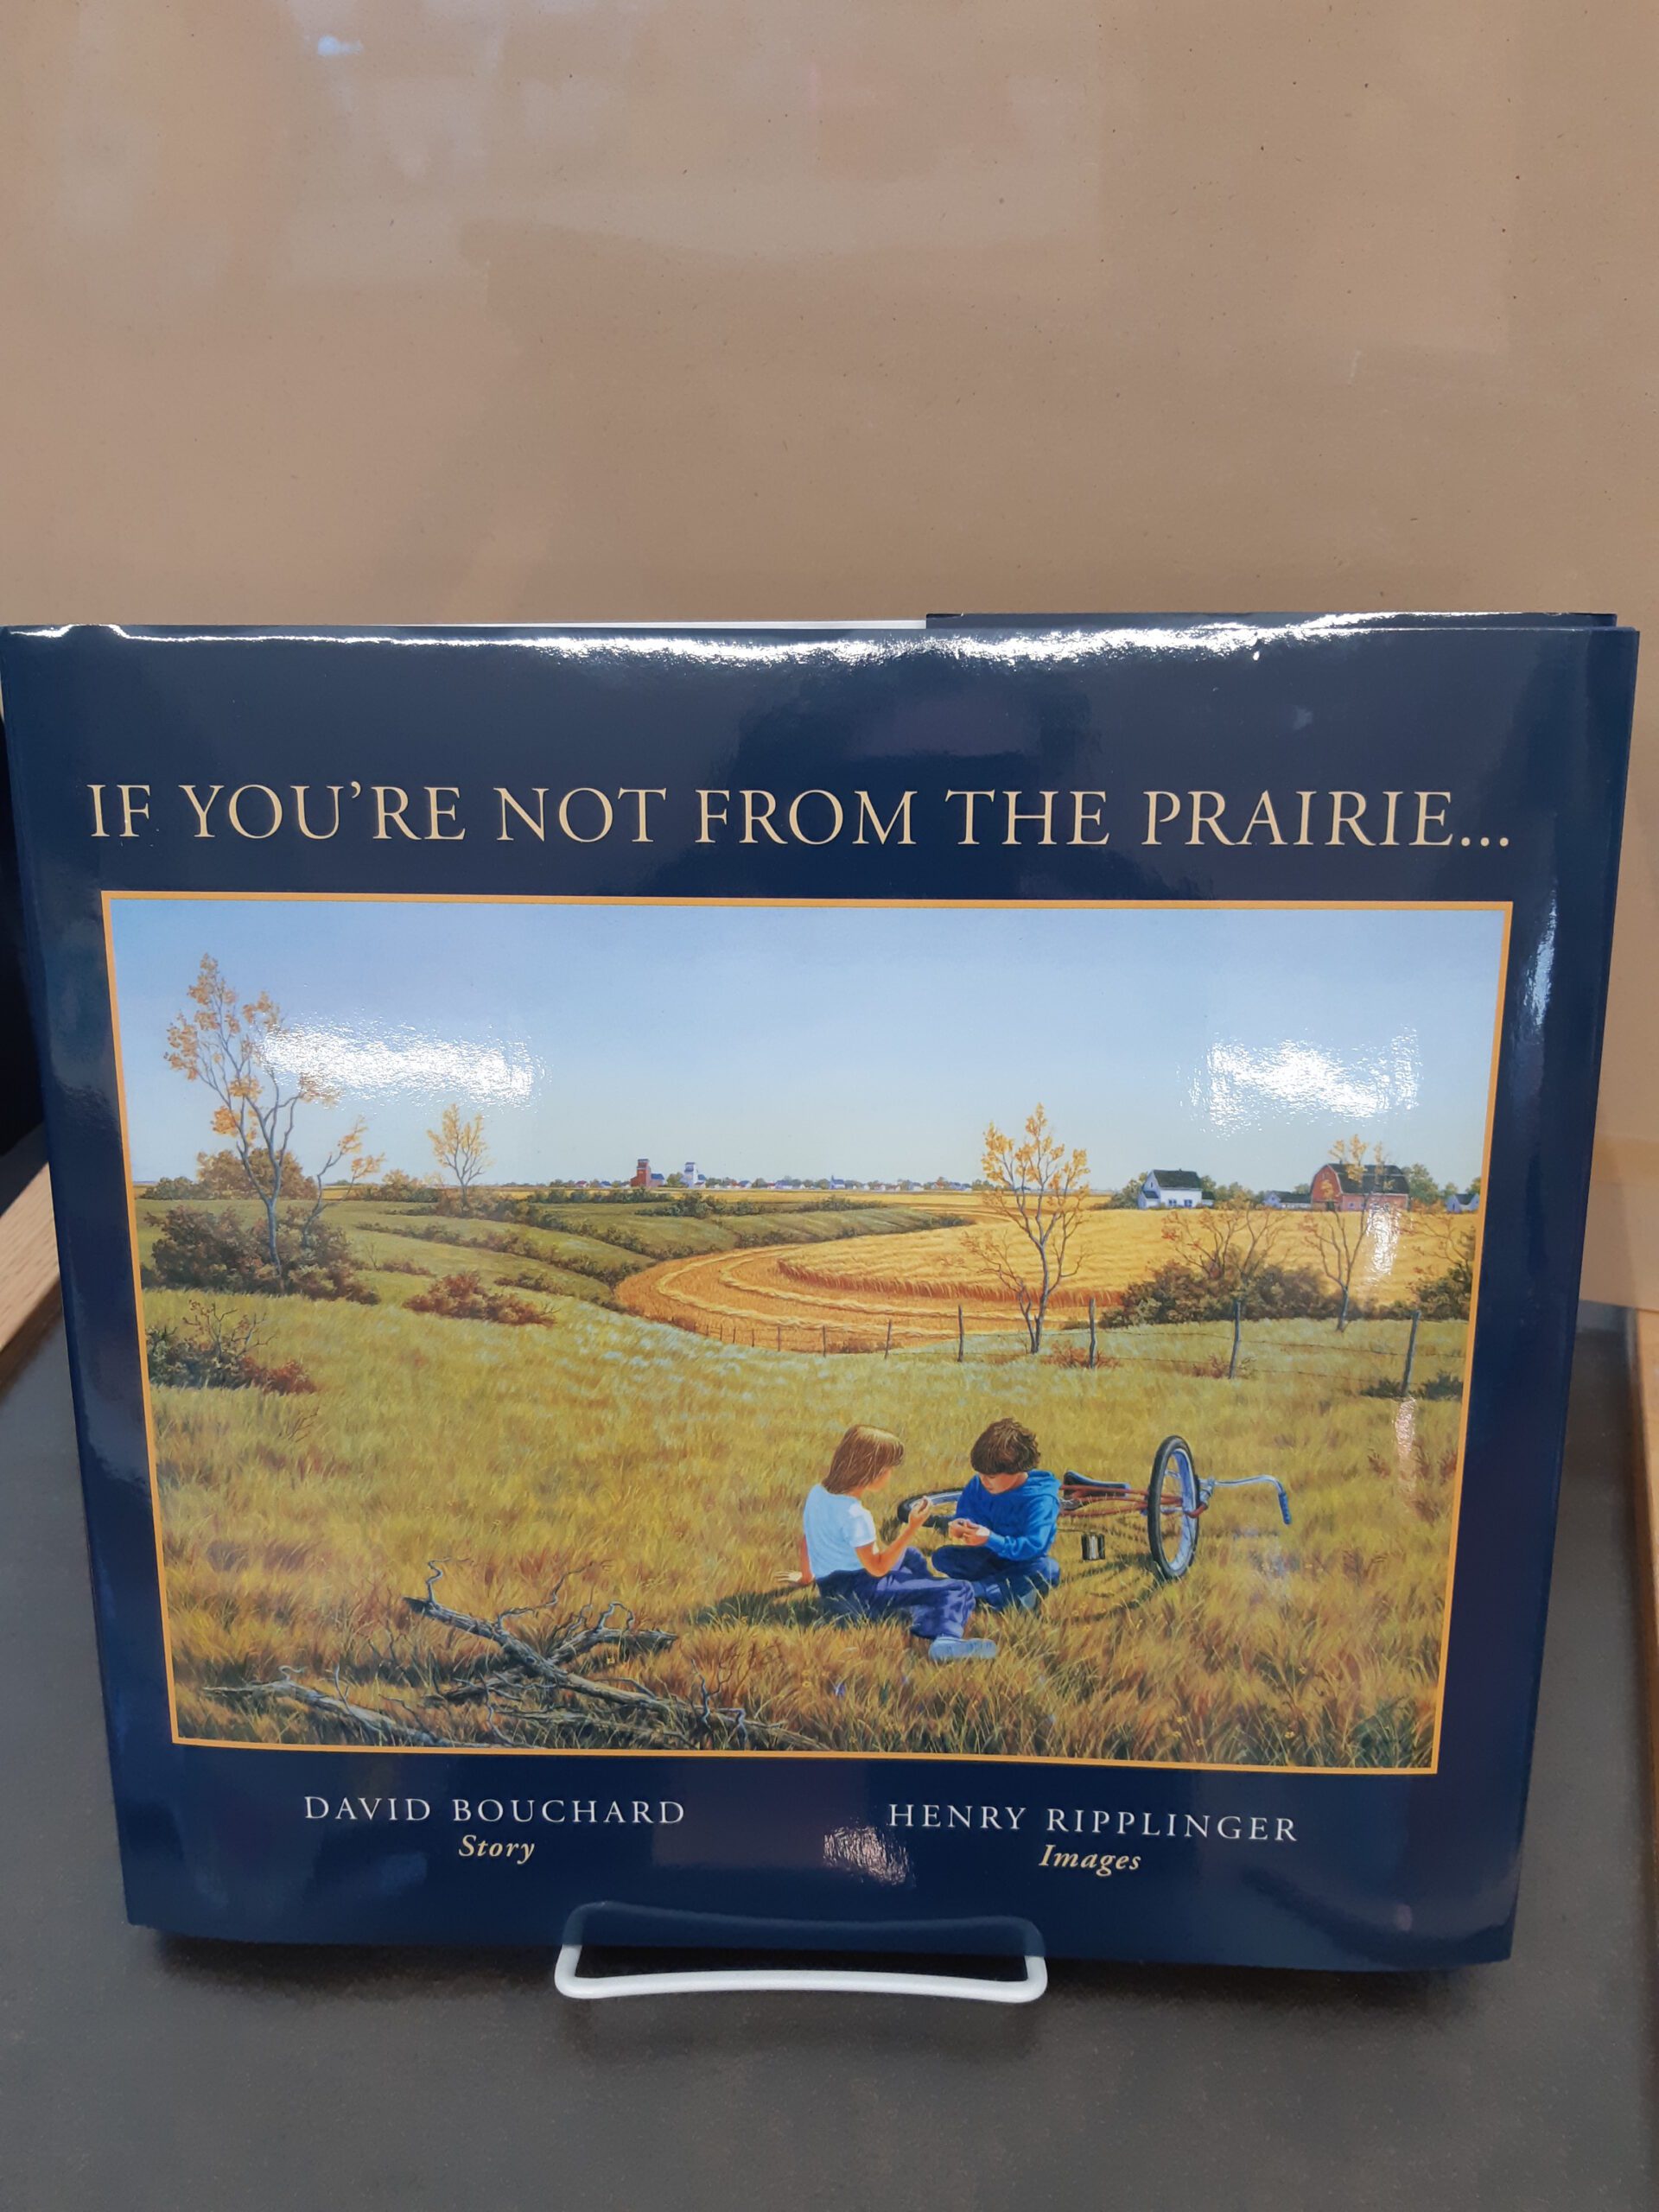 IF YOU'RE NOT FROM THE PRAIRIE...
DAVID BOUCHARD
Story
HENRY RIPPLINGER
Images